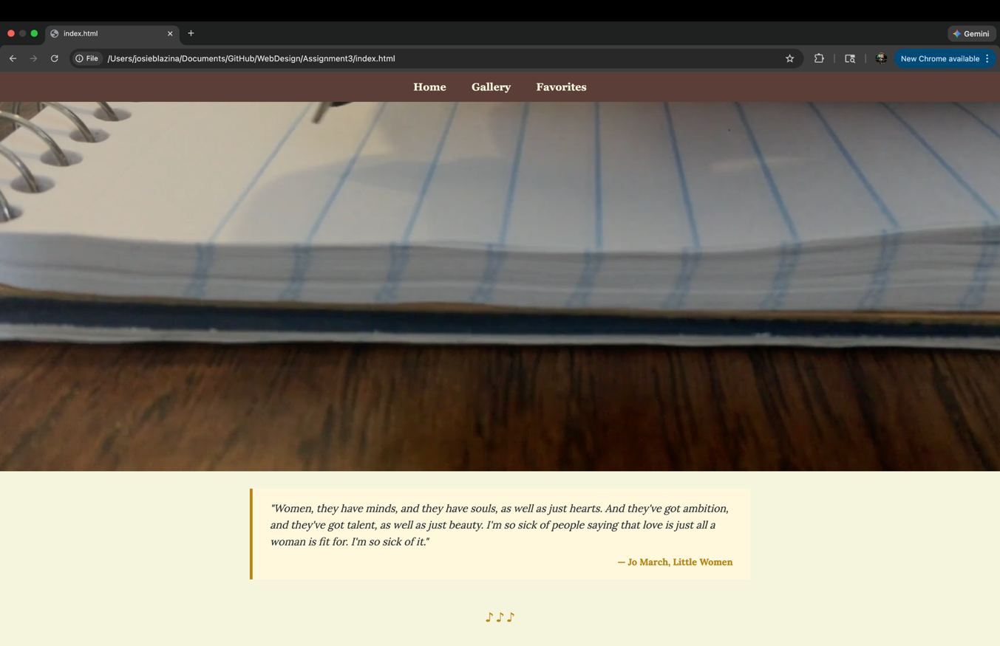 index.html
Gemini
File
/Users/josieblazina/Documents/GitHub/WebDesign/Assignment3/index.html
New Chrome available
Home
Gallery
Favorites
"Women, they have minds, and they have souls, as well as just hearts. And they've got ambition,
and they've got talent, as well as just beauty. I'm so sick of people saying that love is just all a
woman is fit for. I'm so sick of it."
— Jo March, Little Women
♪ ♪ ♪